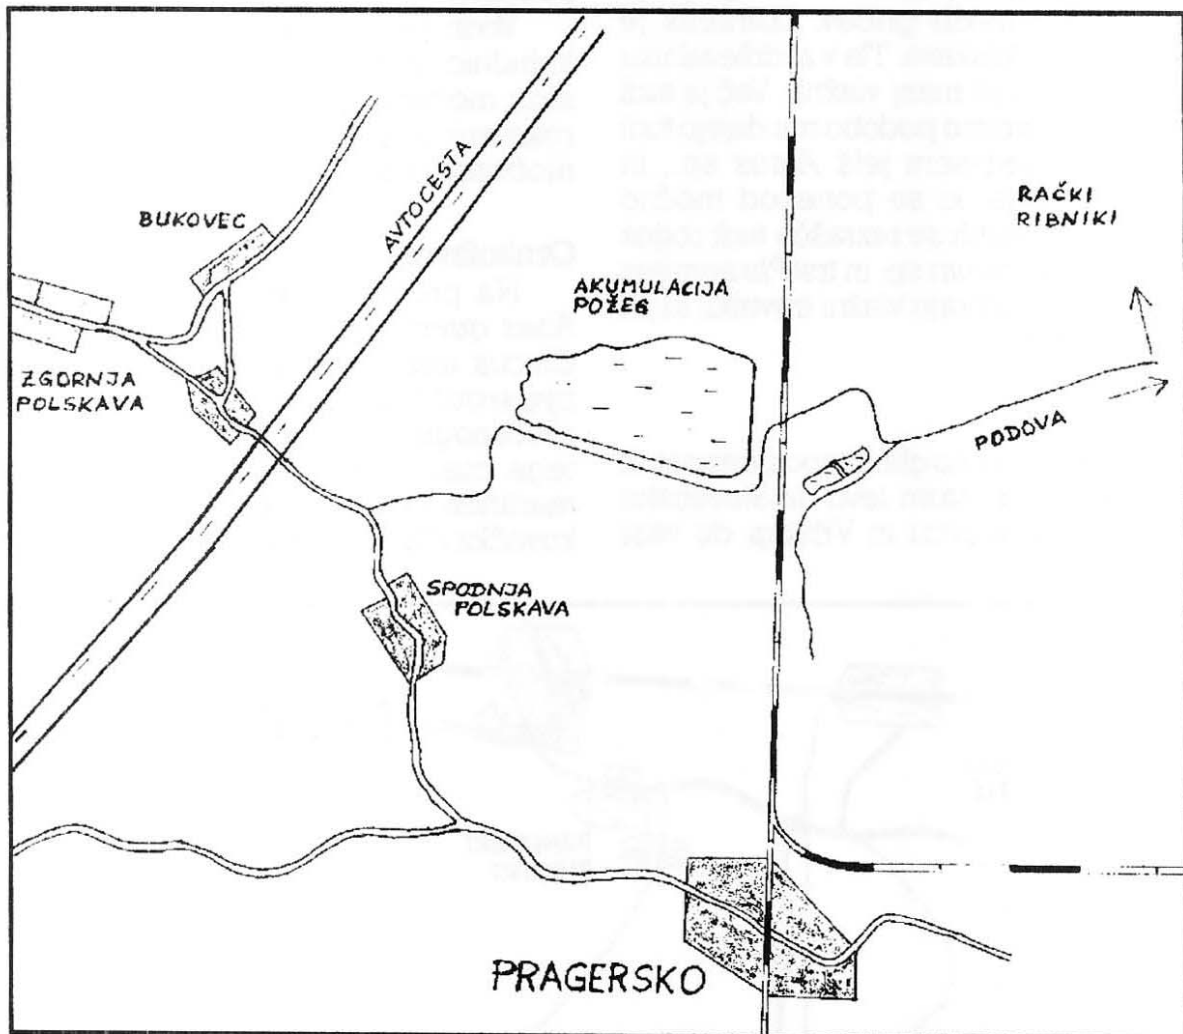 AVTOCESTA
BUKOVEC
RAČKI
RIBNIKI
AKUMULACIJA
POŽEG
ZGORNJA
POLSKAVA
PODOVA
SPODNJA
POLSKAVA
PRAGERSKO